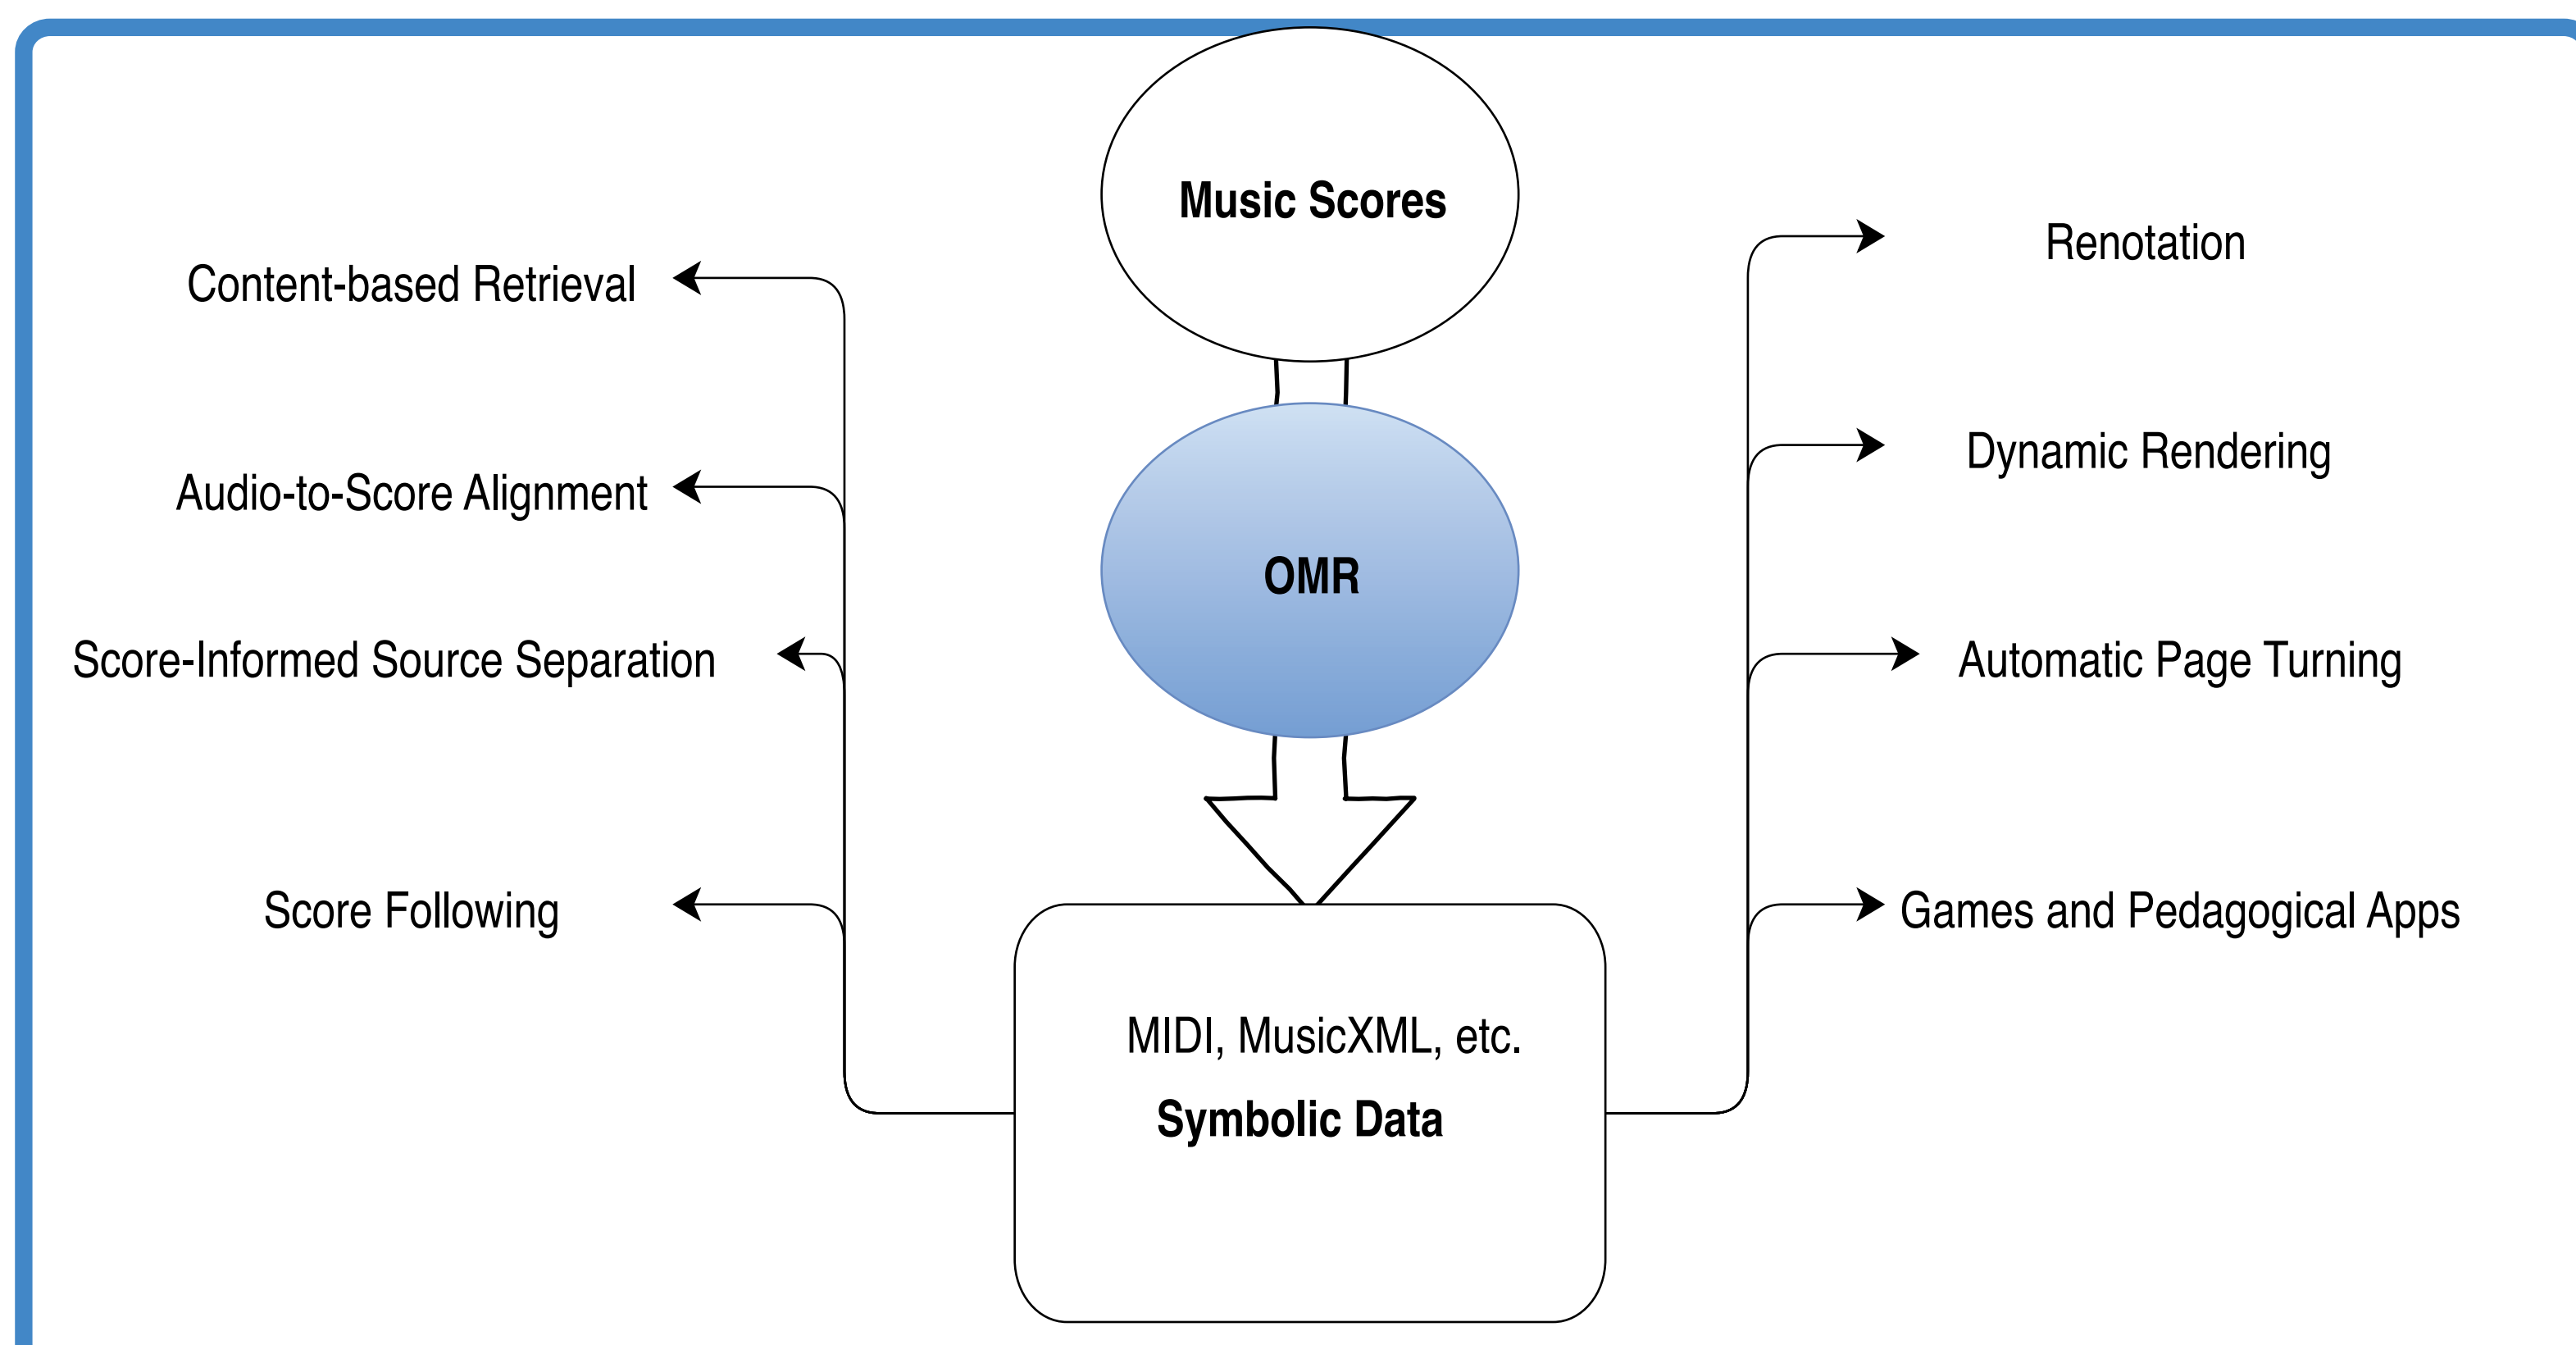 Music Scores
Content-based Retrieval
Audio-to-Score Alignment
Score-Informed Source Separation
Score Following
OMR
Renotation
Dynamic Rendering
Automatic Page Turning
Games and Pedagogical Apps
MIDI, MusicXML, etc.
Symbolic Data